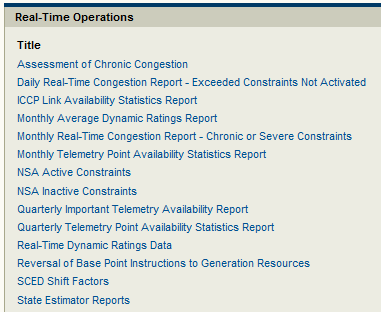 Real-Time Operations
Title
Assessment of Chronic Congestion
Daily Real-Time Congestion Report - Exceeded Constraints Not Activated
ICCP Link Availability Statistics Report
Monthly Average Dynamic Ratings Report
Monthly Real-Time Congestion Report - Chronic or Severe Constraints
Monthly Telemetry Point Availability Statistics Report
NSA Active Constraints
NSA Inactive Constraints
Quarterly Important Telemetry Availability Report
Quarterly Telemetry Point Availability Statistics Report
Real-Time Dynamic Ratings Data
Reversal of Base Point Instructions to Generation Resources
SCED Shift Factors
State Estimator Reports